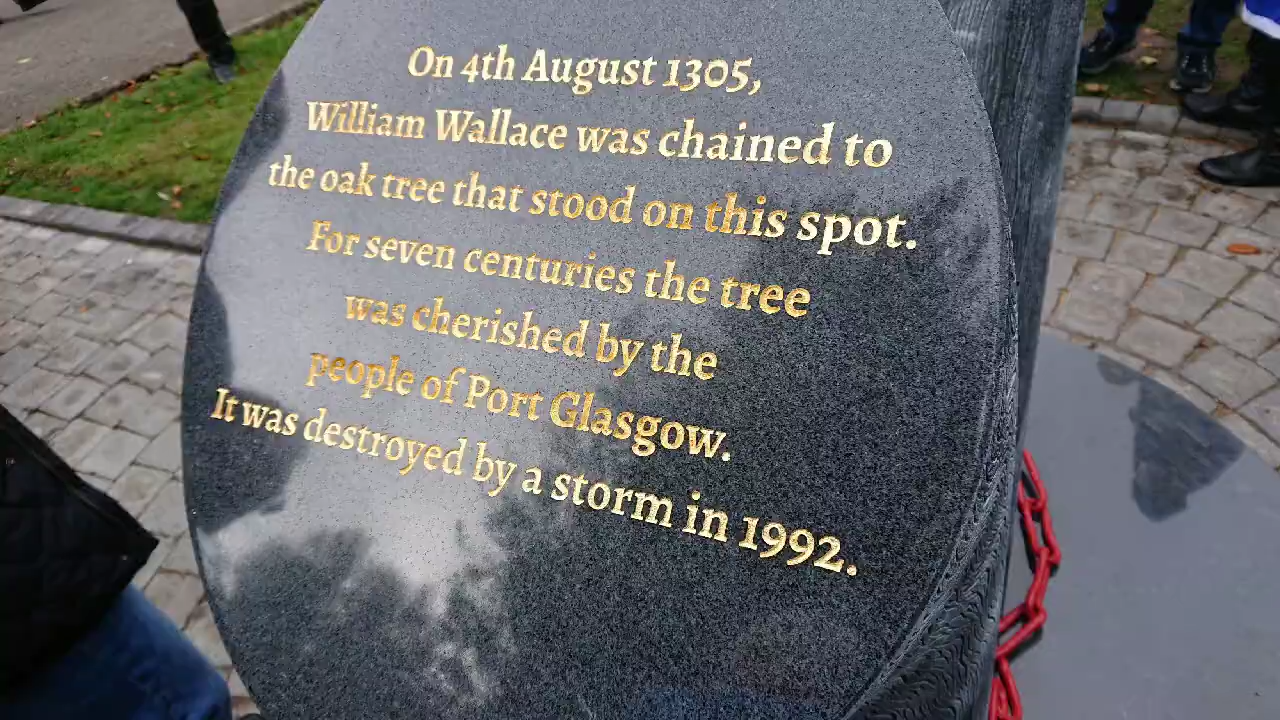 On 4th August 1305,
William Wallace was chained to
the oak tree that stood on this spot.
For seven centuries the tree
was cherished by the
people of Port Glasgow.
It was destroyed by a storm in 1992.